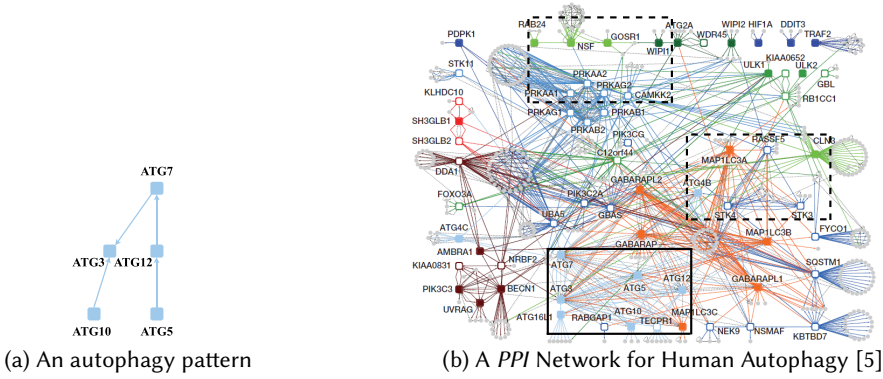 ATG7
ATG3
ATG12
ATG10
ATG5
(a) An autophagy pattern
RAB24
GOSR1
ATG2A
WIPI2
HIF1A
DDIT3
TRAF2
PDPK1
NSF
WIPI1
WDR45
STK11
PRKAA2
ULK1
KIAA0652
ULK2
KLHDC10
PRKAA1
PRKAG2
CAMKK2
GBL
RB1CC1
SH3GLB1
PRKAG1
PRKAB1
PRKAB2
PIK3CG
RASSF5
CLN3
SH3GLB2
C12orf44
MAP1LC3A
DDA1
GABARAPL2
ATG4B
FOXO3A
PIK3C2A
UBA5
GBAS
STK4
STK3
ATG4C
FYCO1
AMBRA1
GABARAP
MAP1LC3B
KIAA0831
NRBF2
ATG7
ATG12
SQSTM1
PIK3C3
BECN1
ATG3
ATG5
GABARAPL1
UVRAG
ATG16L1
RABGAP1
ATG10
TECPR1
MAP1LC3C
NEK9
NSMAF
KBTBD7
(b) A PPI Network for Human Autophagy [5]